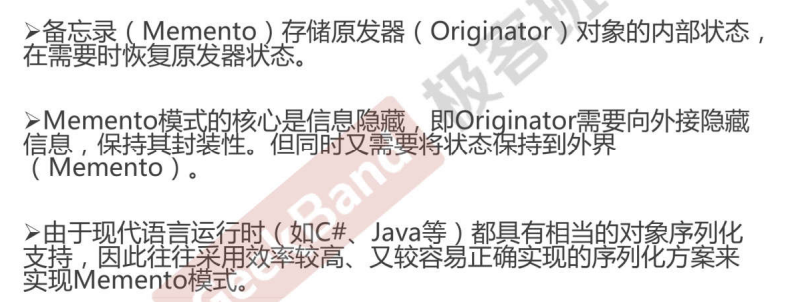 ➢备忘录（Memento）存储原发器（Originator）对象的内部状态，
在需要时恢复原发器状态。
➢Memento模式的核心是信息隐藏，即Originator需要向外接隐藏
信息，保持其封装性。但同时又需要将状态保持到外界
（Memento）。
➢由于现代语言运行时（如C#、Java等）都具有相当的对象序列化
支持，因此往往采用效率较高、又较容易正确实现的序列化方案来
实现Memento模式。
GeekBand 极客班